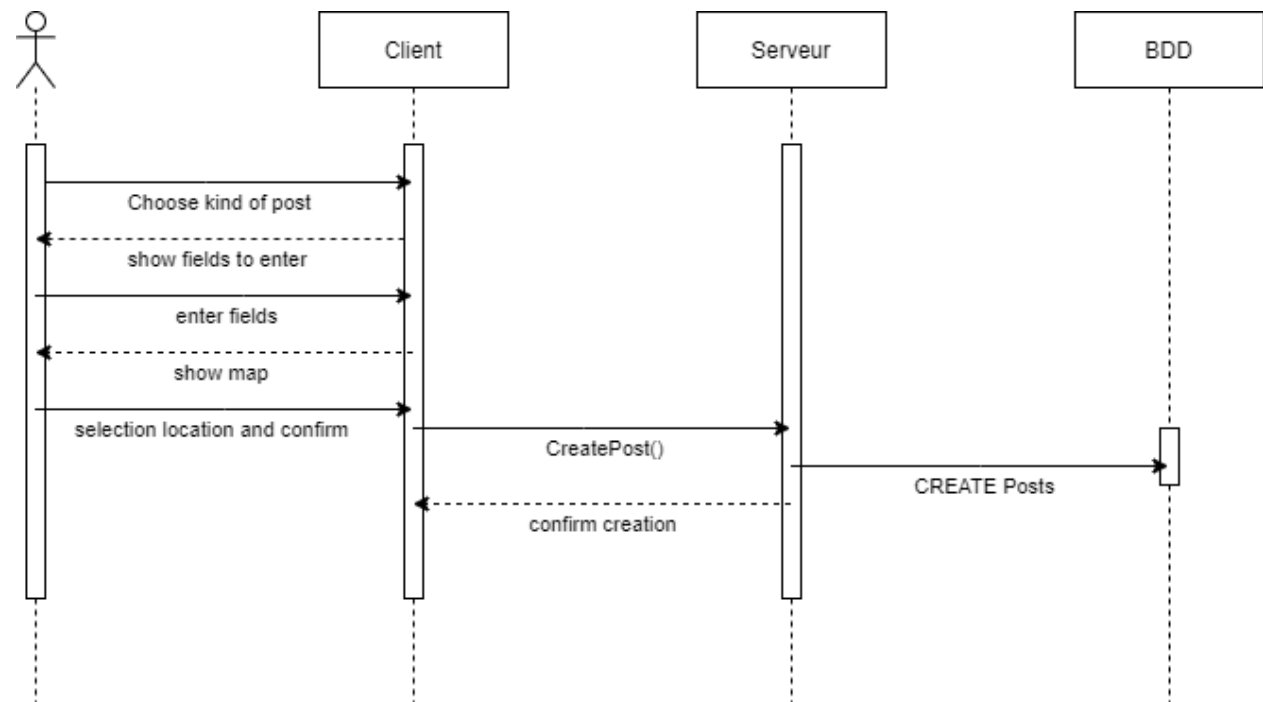 Client
Serveur
BDD
Choose kind of post
show fields to enter
enter fields
show map
selection location and confirm
CreatePost()
CREATE Posts
confirm creation